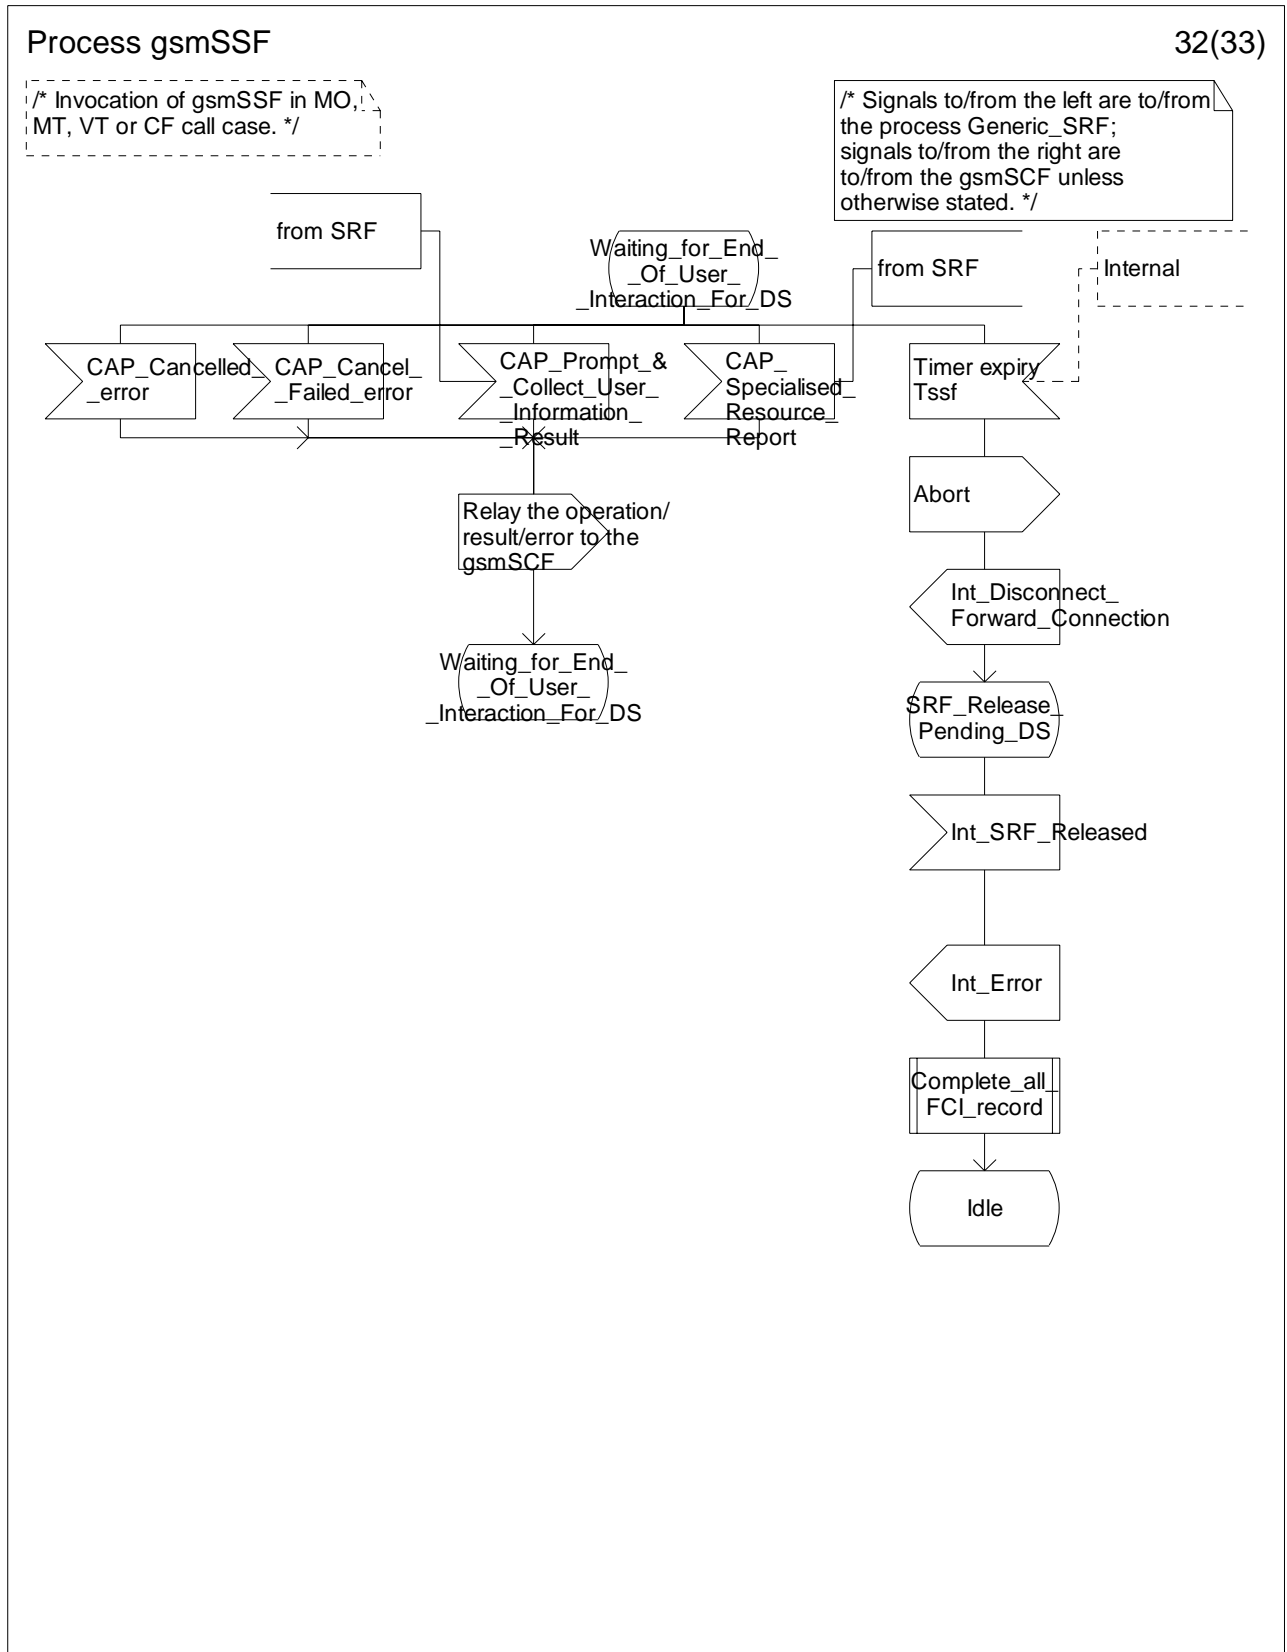 Process gsmSSF
32(33)
/* Invocation of gsmSSF in MO,
MT, VT or CF call case. */
/* Signals to/from the left are to/from
the process Generic_SRF;
signals to/from the right are
to/from the gsmSCF unless
otherwise stated. */
from SRF
Waiting_for_End_
_Of_User_
_Interaction_For_DS
from SRF
Internal
CAP_Cancelled_
_error
CAP_Cancel_
_Failed_error
CAP_Prompt_&
_Collect_User_
_Information_
_Result
CAP_
Specialised_
Resource_
Report
Timer expiry
Tssf
Abort
Relay the operation/
result/error to the
gsmSCF
Int_Disconnect_
Forward_Connection
Waiting_for_End_
_Of_User_
_Interaction_For_DS
SRF_Release_
Pending_DS
Int_SRF_Released
Int_Error
Complete_all_
FCI_record
Idle